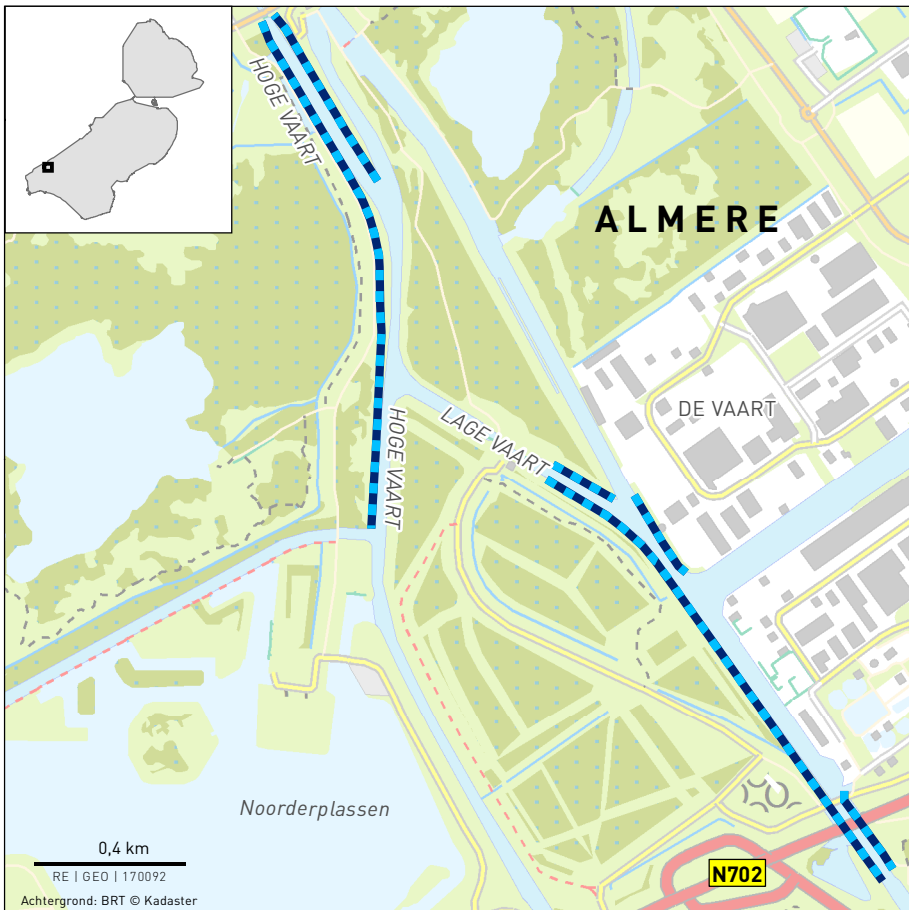 HOGE VAART
ALMERE
DE VAART
LAGE VAART
HOGE VAART
Noorderplassen
0,4 km
RE | GEO | 170092
Achtergrond: BRT © Kadaster
N702